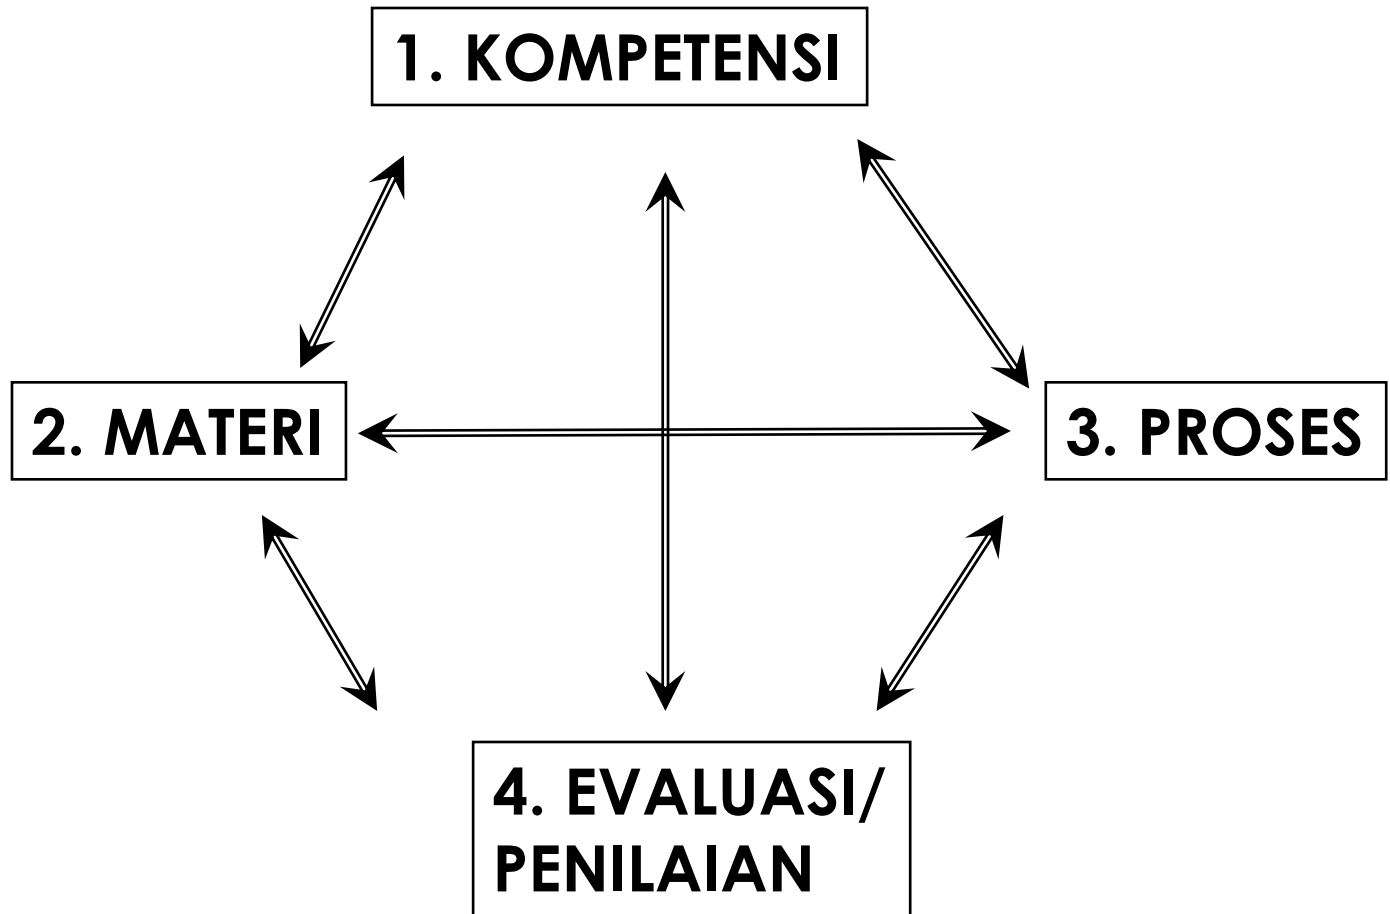 1. KOMPETENSI
2. MATERI
3. PROSES
4. EVALUASI/
PENILAIAN